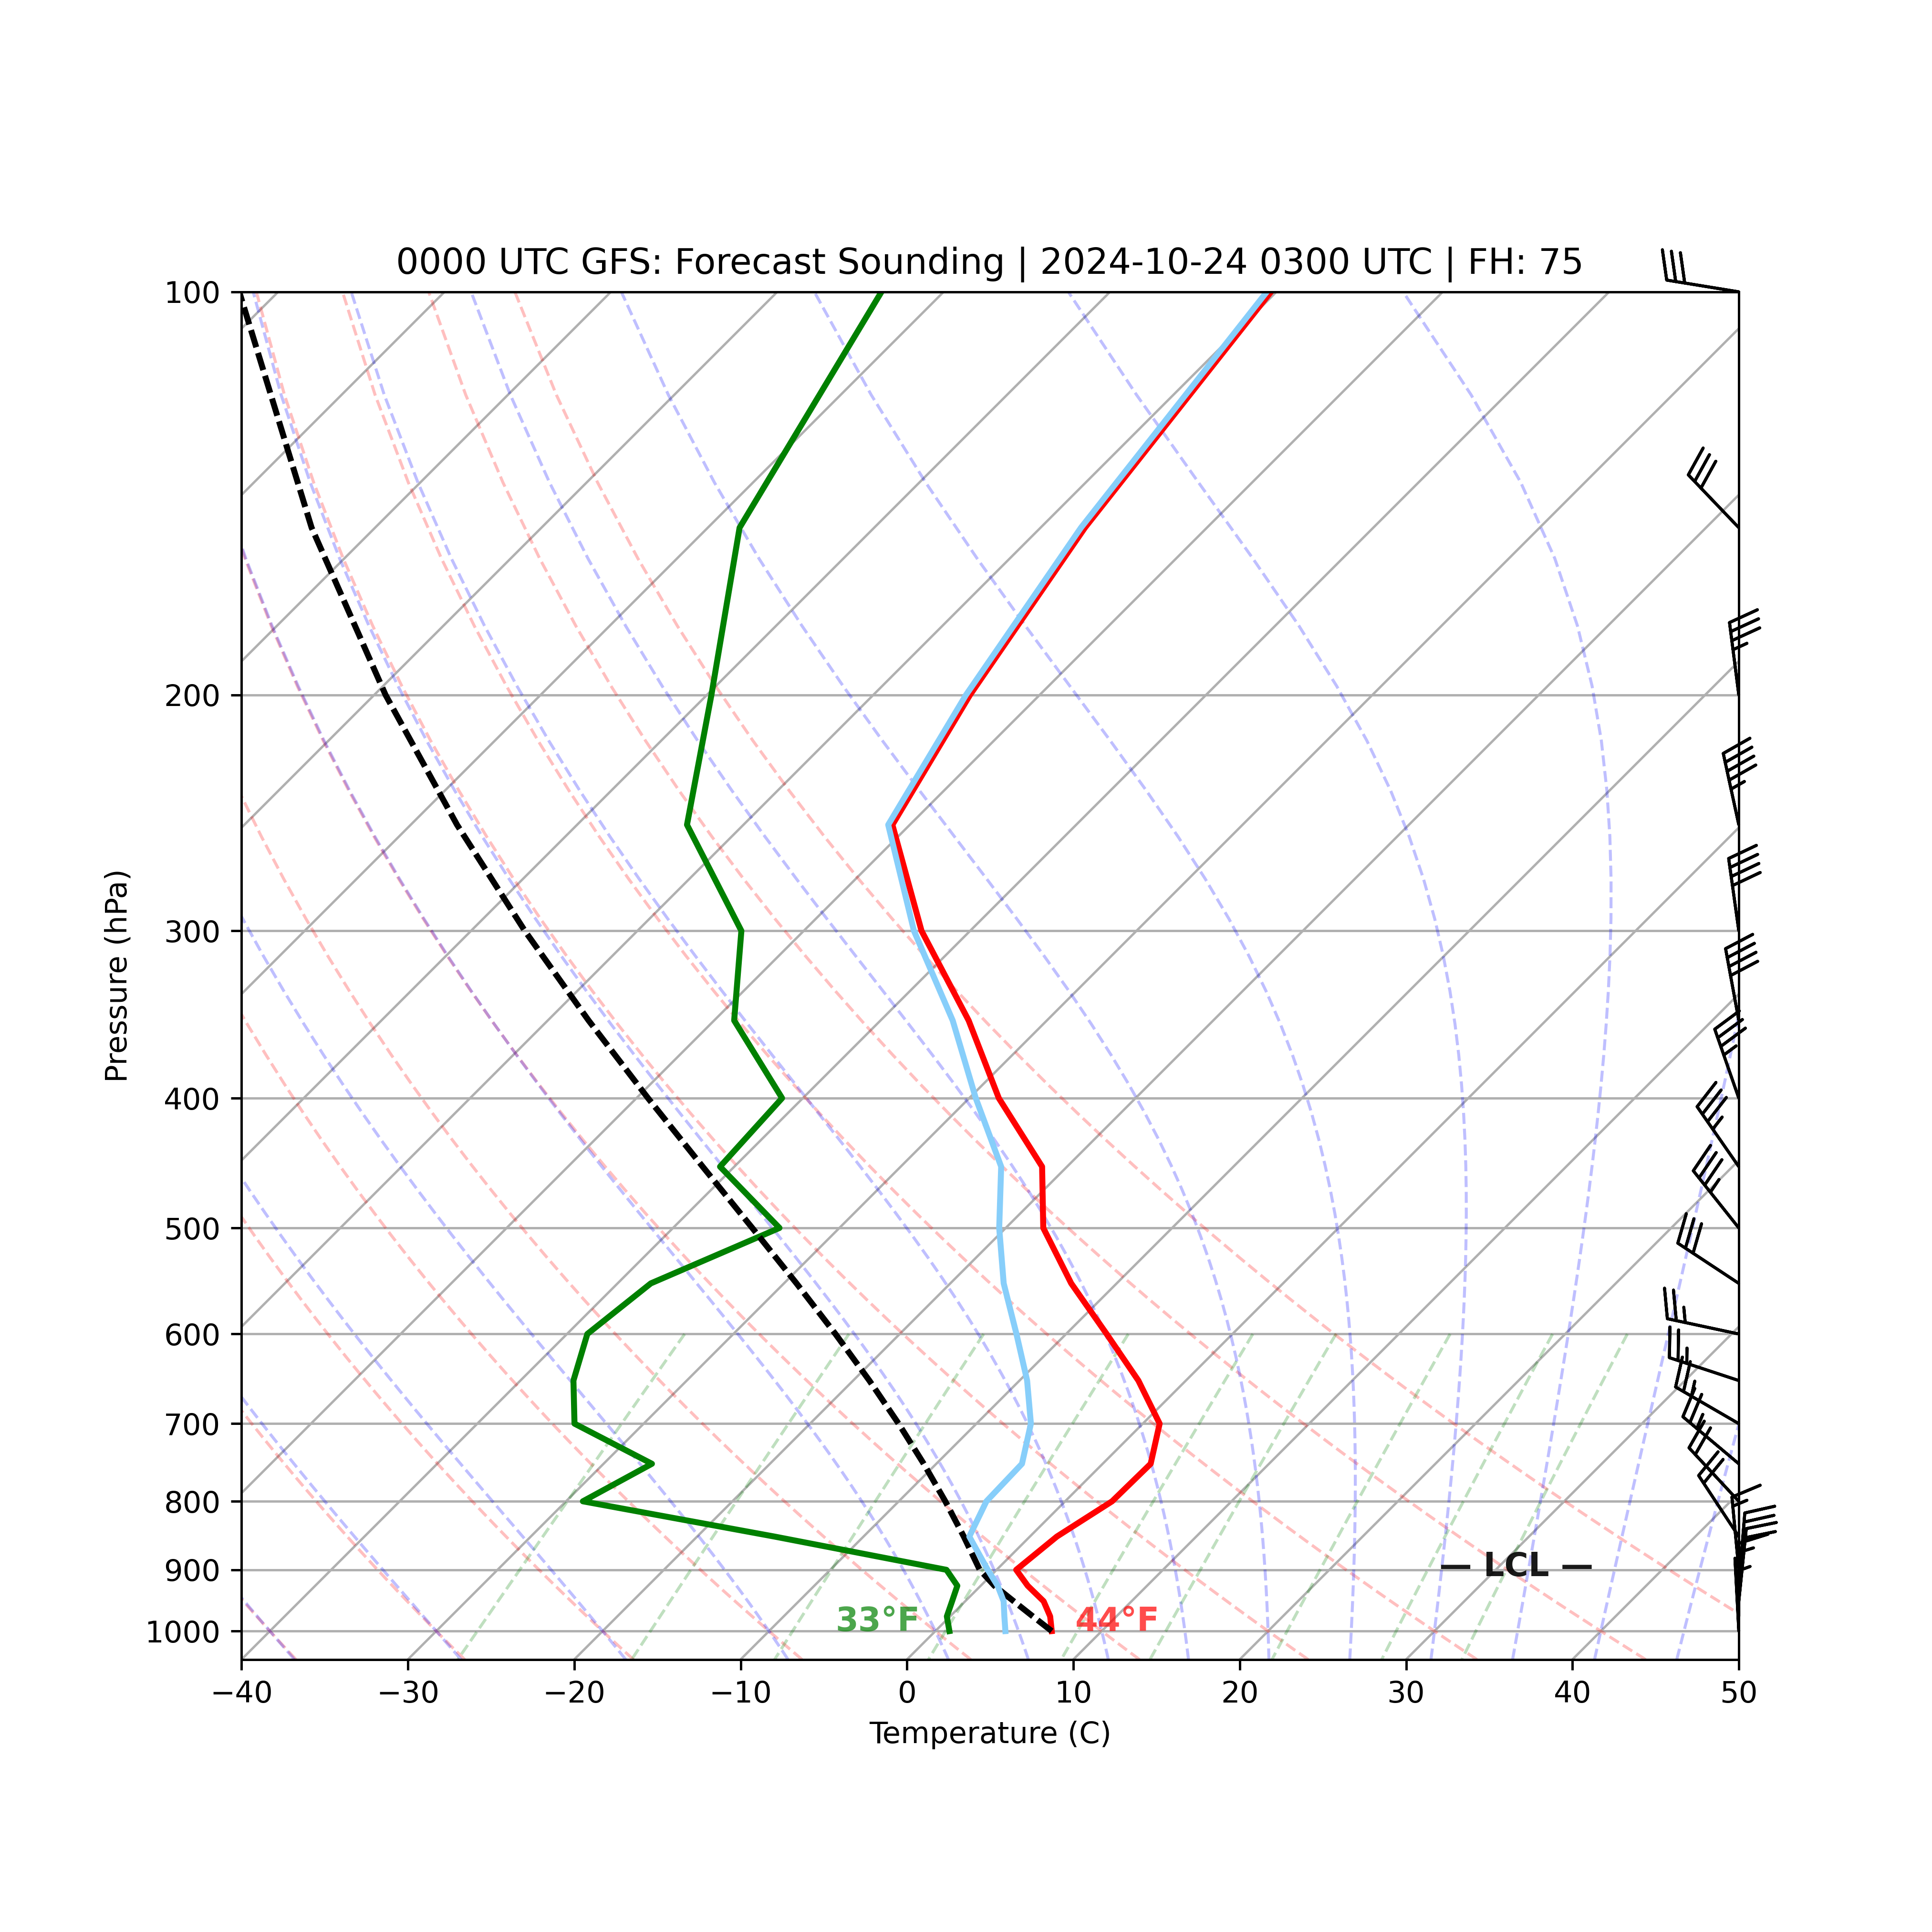 0000 UTC GFS: Forecast Sounding | 2024-10-24 0300 UTC | FH: 75
100
200
300
400
500
600
700
800
900
1000
Pressure (hPa)
— LCL —
33°F
44°F
−40 −30 −20 −10 0 10 20 30 40 50
Temperature (C)